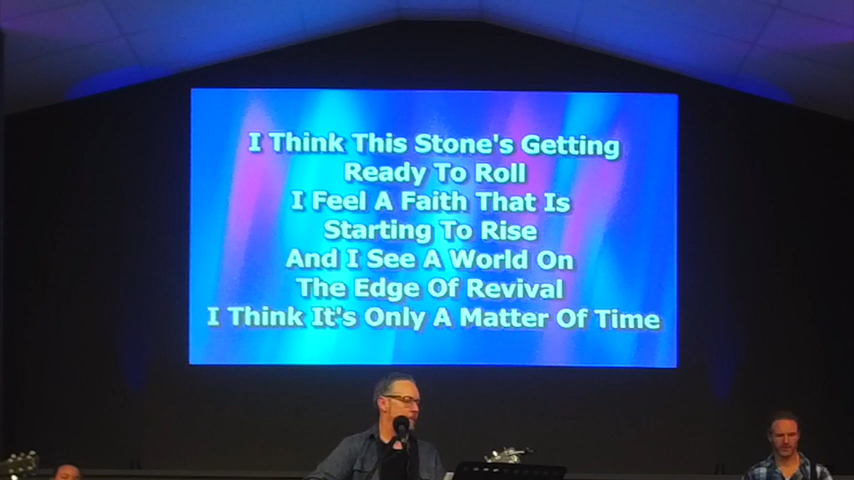 I Think This Stone's Getting
Ready To Roll
I Feel A Faith That Is
Starting To Rise
And I See A World On
The Edge Of Revival
I Think It's Only A Matter Of Time